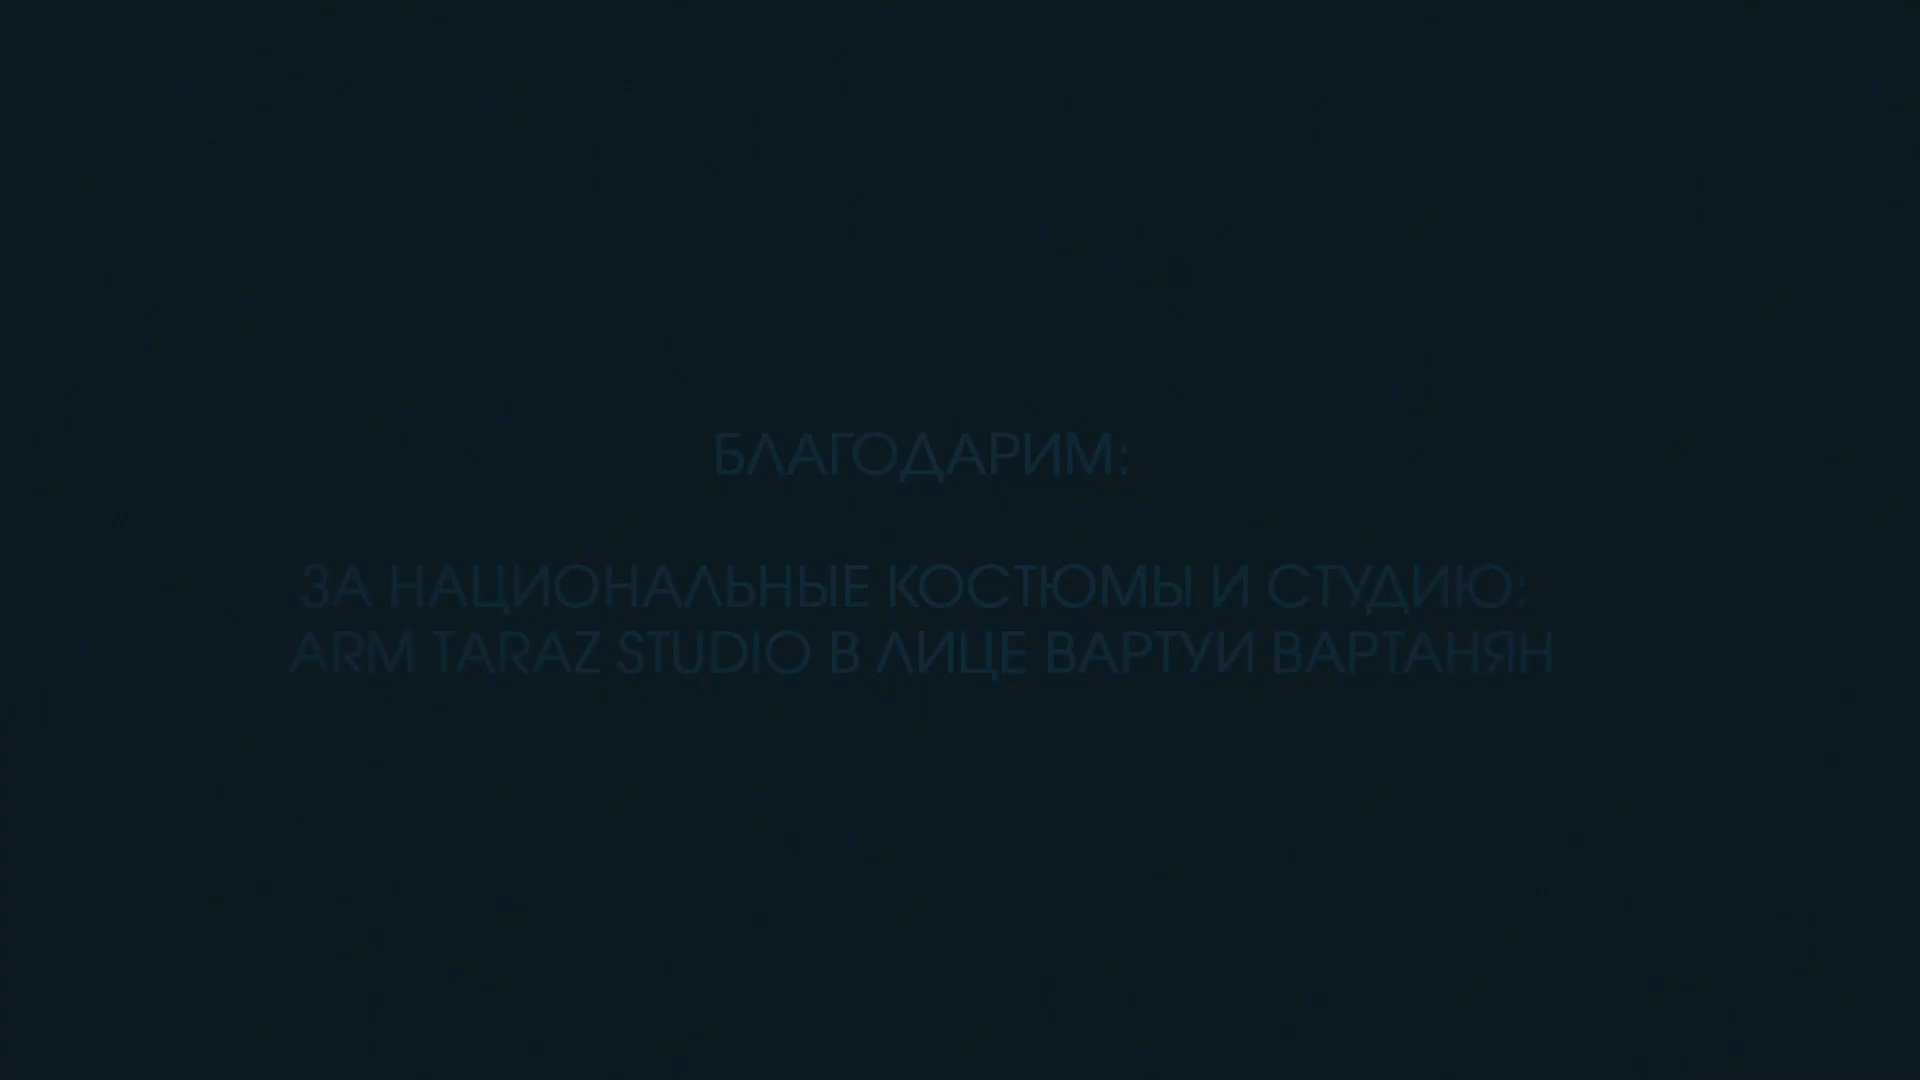 БЛАГОДАРИМ:
ЗА НАЦИОНАЛЬНЫЕ КОСТЮМЫ И СТУДИЮ:
ARM TARAZ STUDIO В ЛИЦЕ ВАРТУИ ВАРТАНЯН